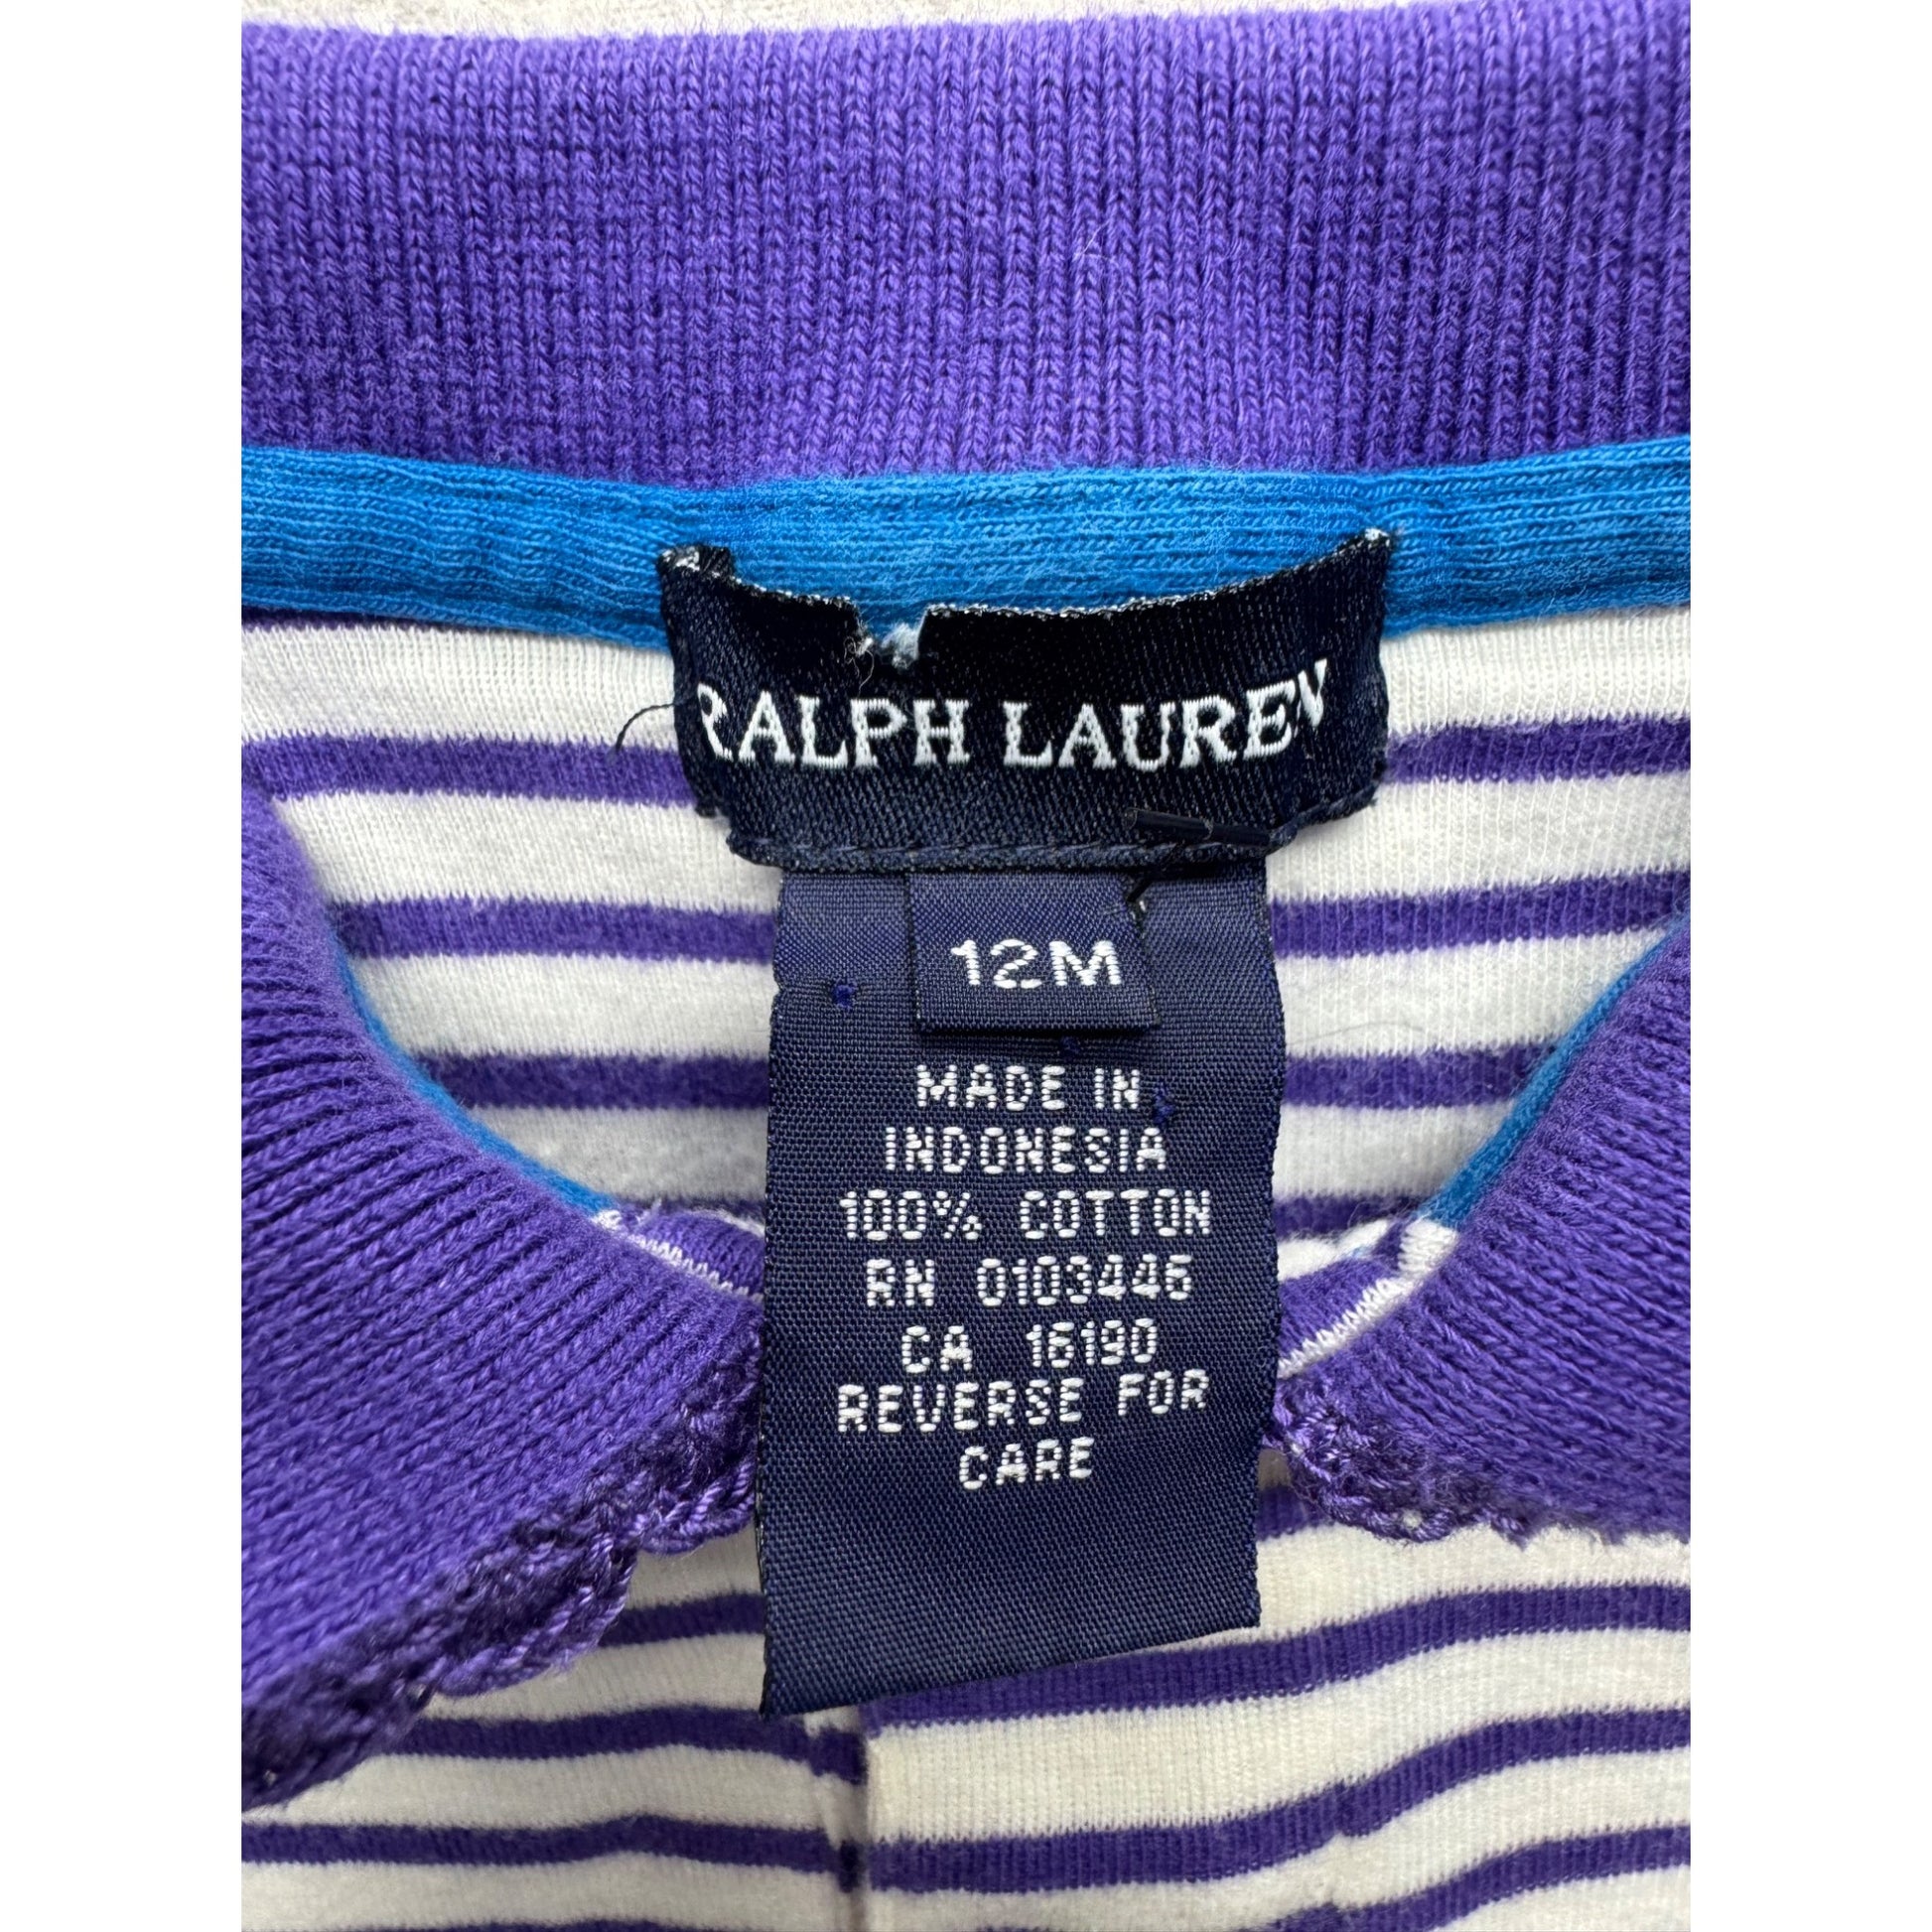 RALPH LAUREN
12M
MADE IN
INDONESIA
100% COTTON
RN 0103446
CA 16190
REVERSE FOR
CARE